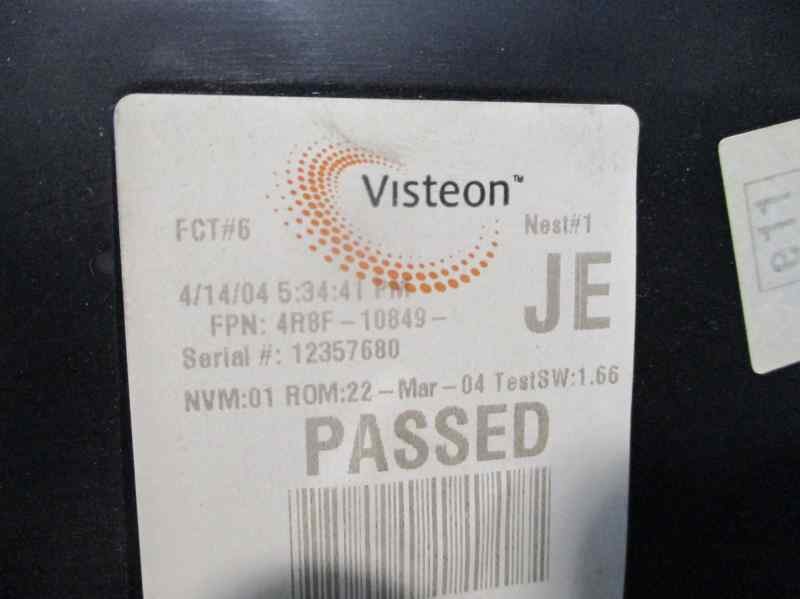 Visteon™
FCT#6 Nest#1
4/14/04 5:34:41 PM
JE
FPN: 4R8F-10849-
Serial #: 12357680
NVM:01 ROM:22-Mar-04 TestSW:1.66
PASSED
e11